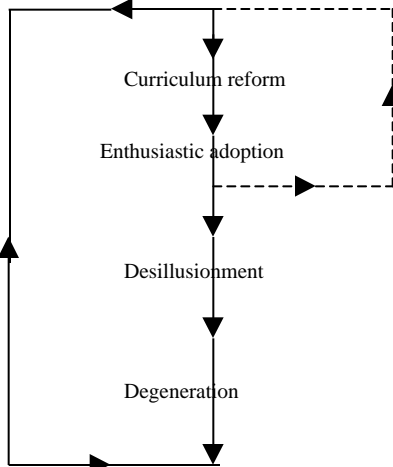 Curriculum reform
Enthusiastic adoption
Desillusionment
Degeneration